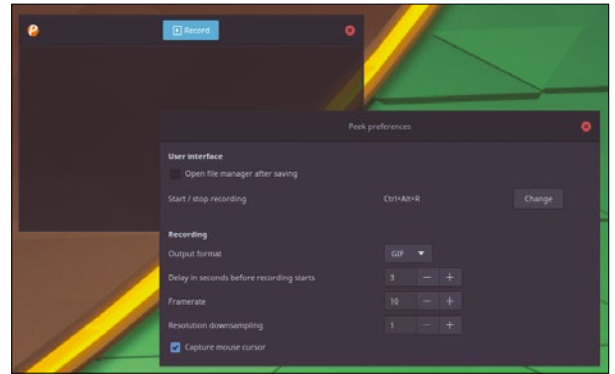 Record
Peek preferences
User interface
Open file manager after saving
Start / stop recording Ctrl+Alt+R Change
Recording
Output format GIF
Delay in seconds before recording starts 3 − +
Framerate 10 − +
Resolution downsampling 1 − +
Capture mouse cursor